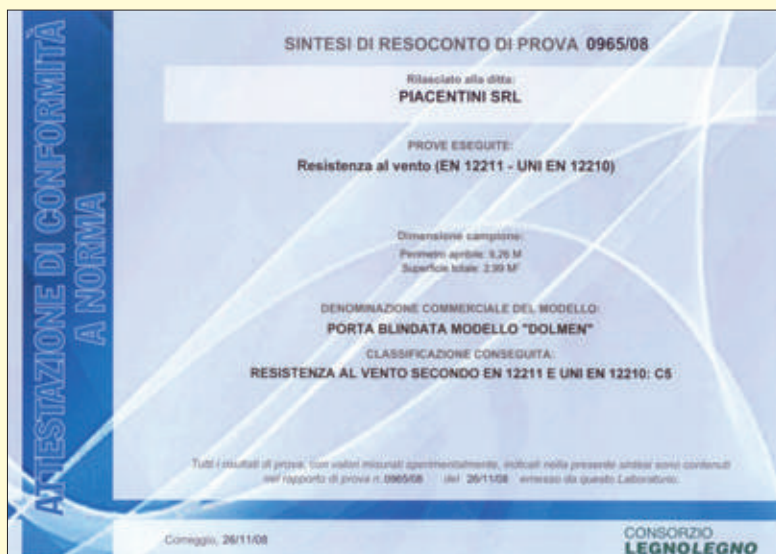 ATTESTAZIONE DI CONFORMITÀ
A NORMA
SINTESI DI RESOCONTO DI PROVA 0965/08
Rilasciato alla ditta:
PIACENTINI SRL
PROVE ESEGUITE:
Resistenza al vento (EN 12211 - UNI EN 12210)
Dimensione campione:
Perimetro apribile: 9,26 M
Superficie totale: 2,99 M²
DENOMINAZIONE COMMERCIALE DEL MODELLO:
PORTA BLINDATA MODELLO "DOLMEN"
CLASSIFICAZIONE CONSEGUITA:
RESISTENZA AL VENTO SECONDO EN 12211 E UNI EN 12210: C5
Tutti i risultati di prova, con valori misurati sperimentalmente, indicati nella presente sintesi sono contenuti
nel rapporto di prova n. 0965/08 del 26/11/08 emesso da questo Laboratorio.
Correggio, 26/11/08
CONSORZIO
LEGNOLEGNO